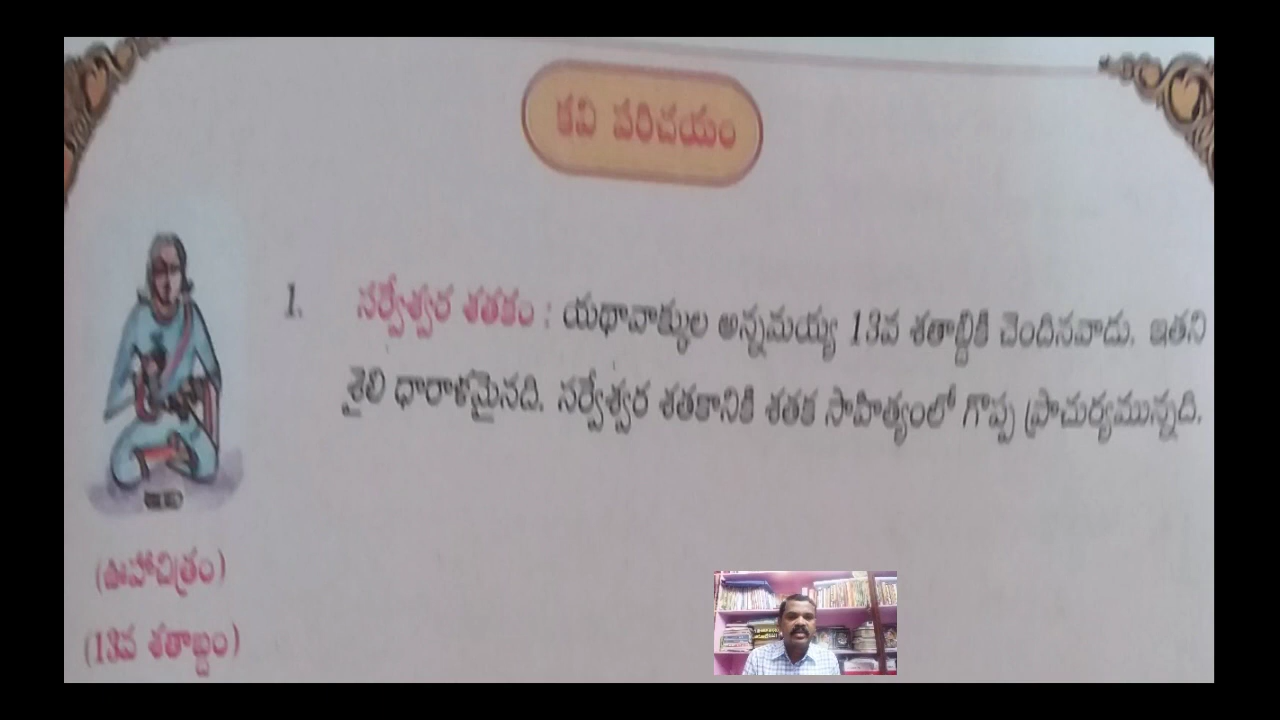 కవి పరిచయం
1. సర్వేశ్వర శతకం : యథావాక్కుల అన్నమయ్య 13వ శతాబ్దికి చెందినవాడు. ఇతని
శైలి ధారాళమైనది. సర్వేశ్వర శతకానికి శతక సాహిత్యంలో గొప్ప ప్రాచుర్యమున్నది.
(ఊహాచిత్రం)
(13వ శతాబ్దం)